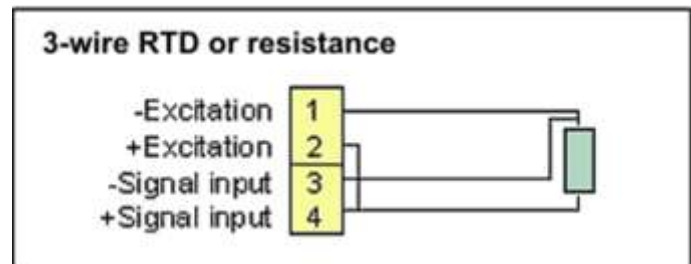 3-wire RTD or resistance
-Excitation 1
+Excitation 2
-Signal input 3
+Signal input 4